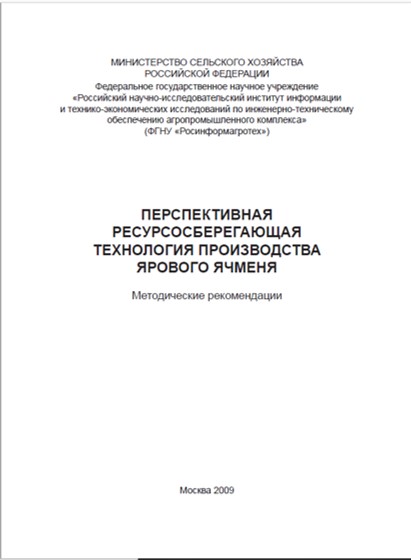 МИНИСТЕРСТВО СЕЛЬСКОГО ХОЗЯЙСТВА
РОССИЙСКОЙ ФЕДЕРАЦИИ
Федеральное государственное научное учреждение
«Российский научно-исследовательский институт информации
и технико-экономических исследований по инженерно-техническому
обеспечению агропромышленного комплекса»
(ФГНУ «Росинформагротех»)
ПЕРСПЕКТИВНАЯ
РЕСУРСОСБЕРЕГАЮЩАЯ
ТЕХНОЛОГИЯ ПРОИЗВОДСТВА
ЯРОВОГО ЯЧМЕНЯ
Методические рекомендации
Москва 2009